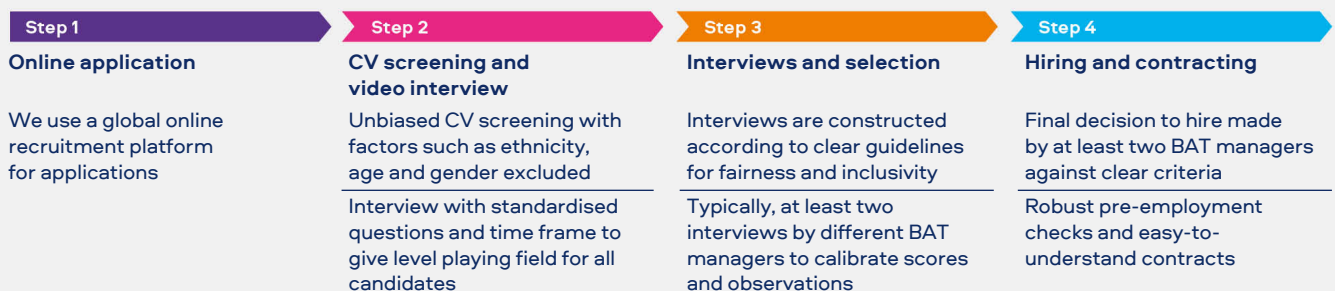 Step 1
Online application
We use a global online
recruitment platform
for applications
Step 2
CV screening and
video interview
Unbiased CV screening with
factors such as ethnicity,
age and gender excluded
Interview with standardised
questions and time frame to
give level playing field for all
candidates
Step 3
Interviews and selection
Interviews are constructed
according to clear guidelines
for fairness and inclusivity
Typically, at least two
interviews by different BAT
managers to calibrate scores
and observations
Step 4
Hiring and contracting
Final decision to hire made
by at least two BAT managers
against clear criteria
Robust pre-employment
checks and easy-to-
understand contracts